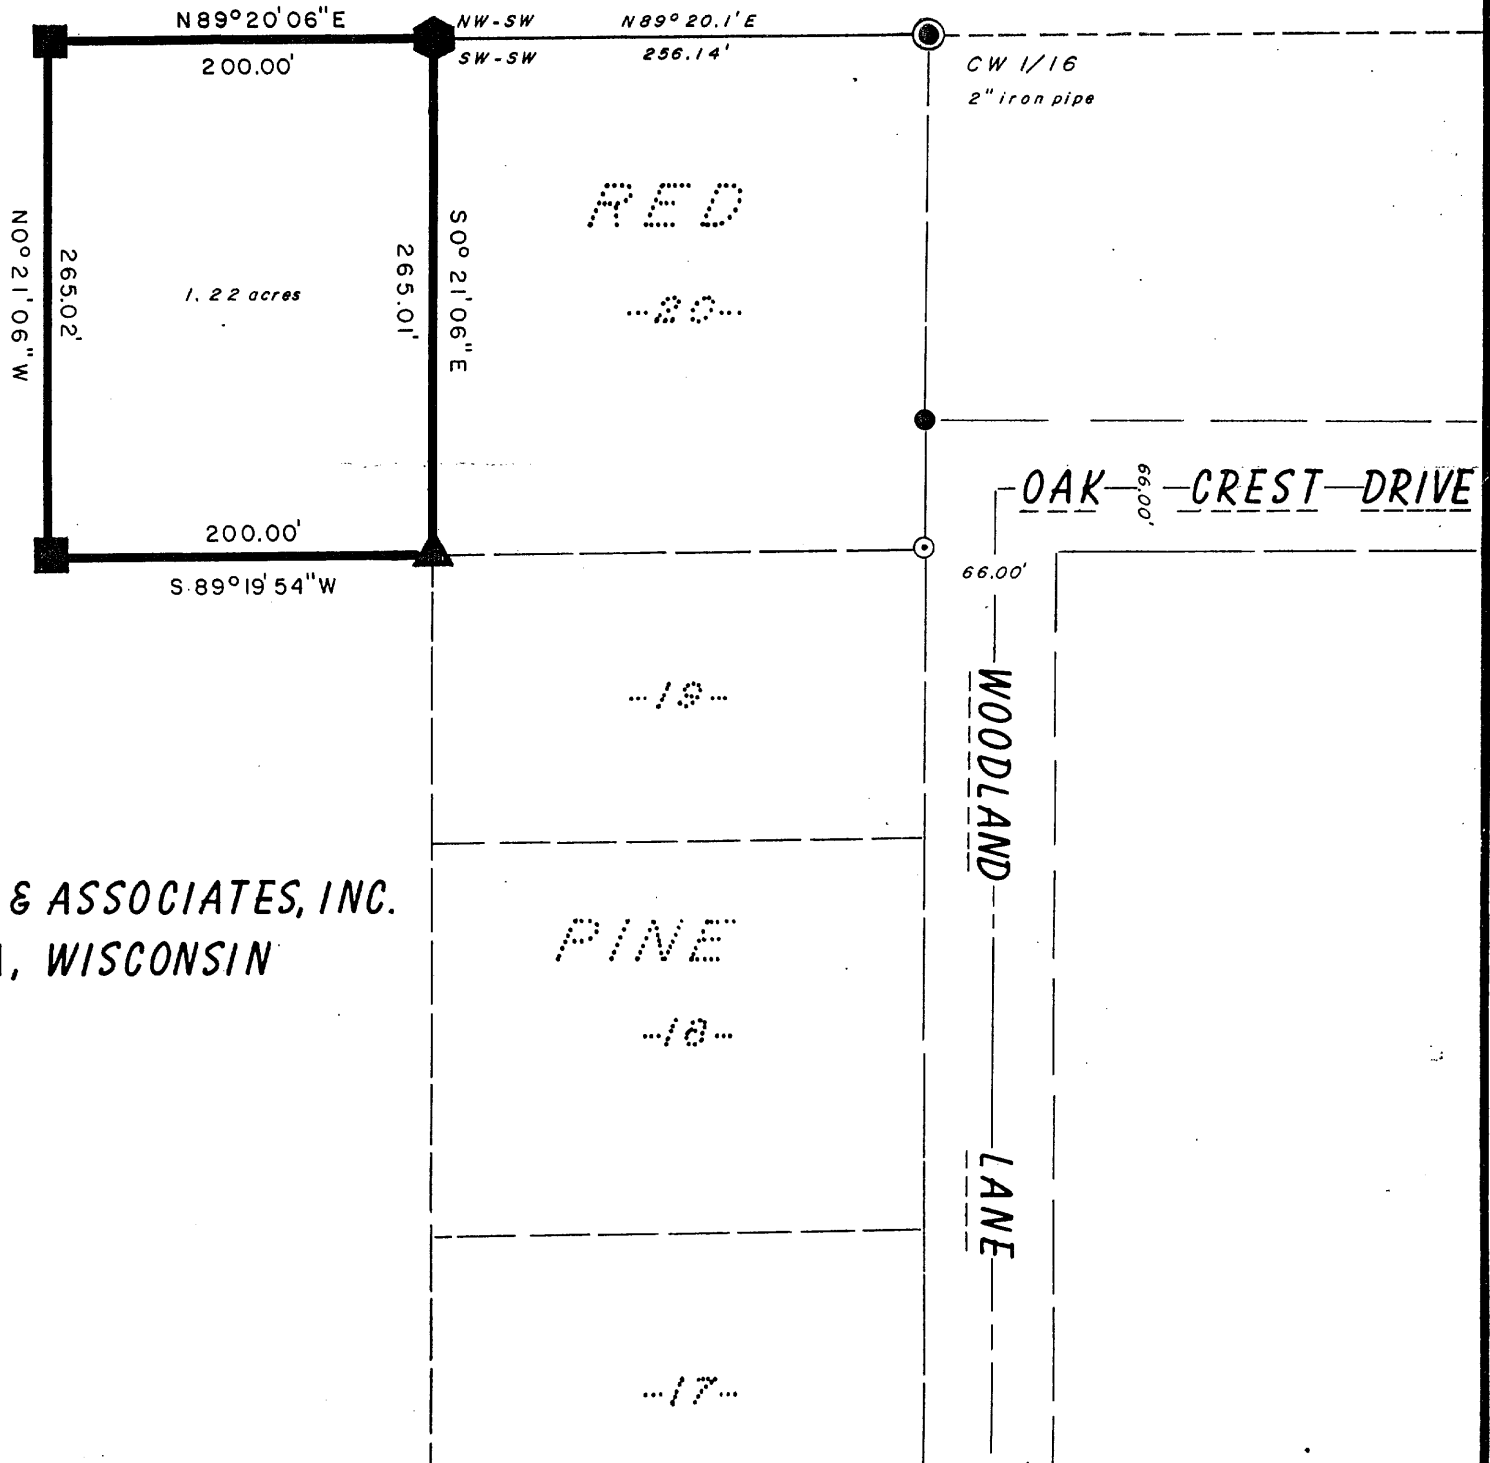 N89°20'06"E
200.00'
NW-SW
SW-SW
N89°20.1'E
256.14'
CW 1/16
2" iron pipe
RED
-20-
N0°21'06"W
265.02'
1.22 acres
265.01'
S0°21'06"E
OAK CREST DRIVE
66.00'
200.00'
S 89°19'54"W
66.00'
-19-
WOODLAND
& ASSOCIATES, INC.
, WISCONSIN
PINE
-18-
LANE
-17-